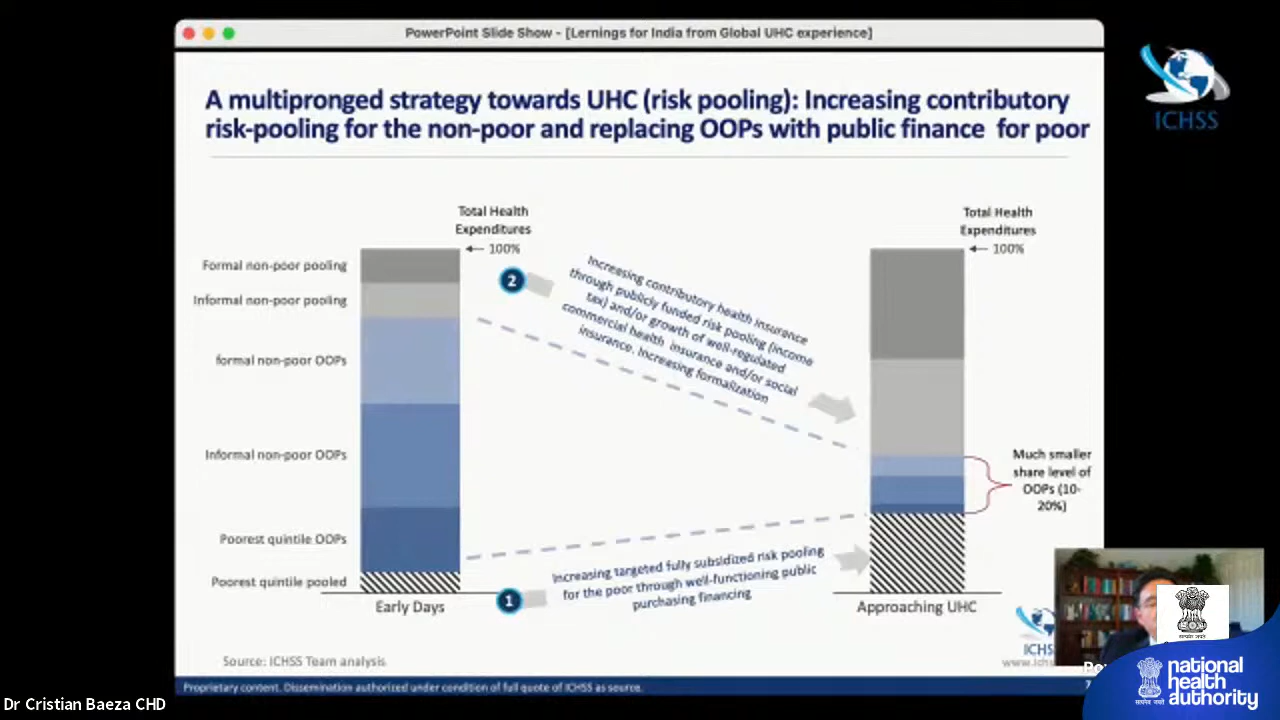 PowerPoint Slide Show - [Lernings for India from Global UHC experience]
A multipronged strategy towards UHC (risk pooling): Increasing contributory
risk-pooling for the non-poor and replacing OOPs with public finance for poor
ICHSS
Total Health
Expenditures
100%
Formal non-poor pooling
Informal non-poor pooling
formal non-poor OOPs
Informal non-poor OOPs
Poorest quintile OOPs
Poorest quintile pooled
Early Days
2
Increasing contributory health insurance
through publicly funded risk pooling (income
tax) and/or growth of well-regulated
commercial health insurance and/or social
insurance. Increasing formalization
1
Increasing targeted fully subsidized risk pooling
for the poor through well-functioning public
purchasing financing
Total Health
Expenditures
100%
Much smaller
share level of
OOPs (10-
20%)
Approaching UHC
Source: ICHSS Team analysis
ICHSS
Proprietary content. Dissemination authorized under condition of full quote of ICHSS as source.
Dr Cristian Baeza CHD
सत्यमेव जयते
national
health
authority